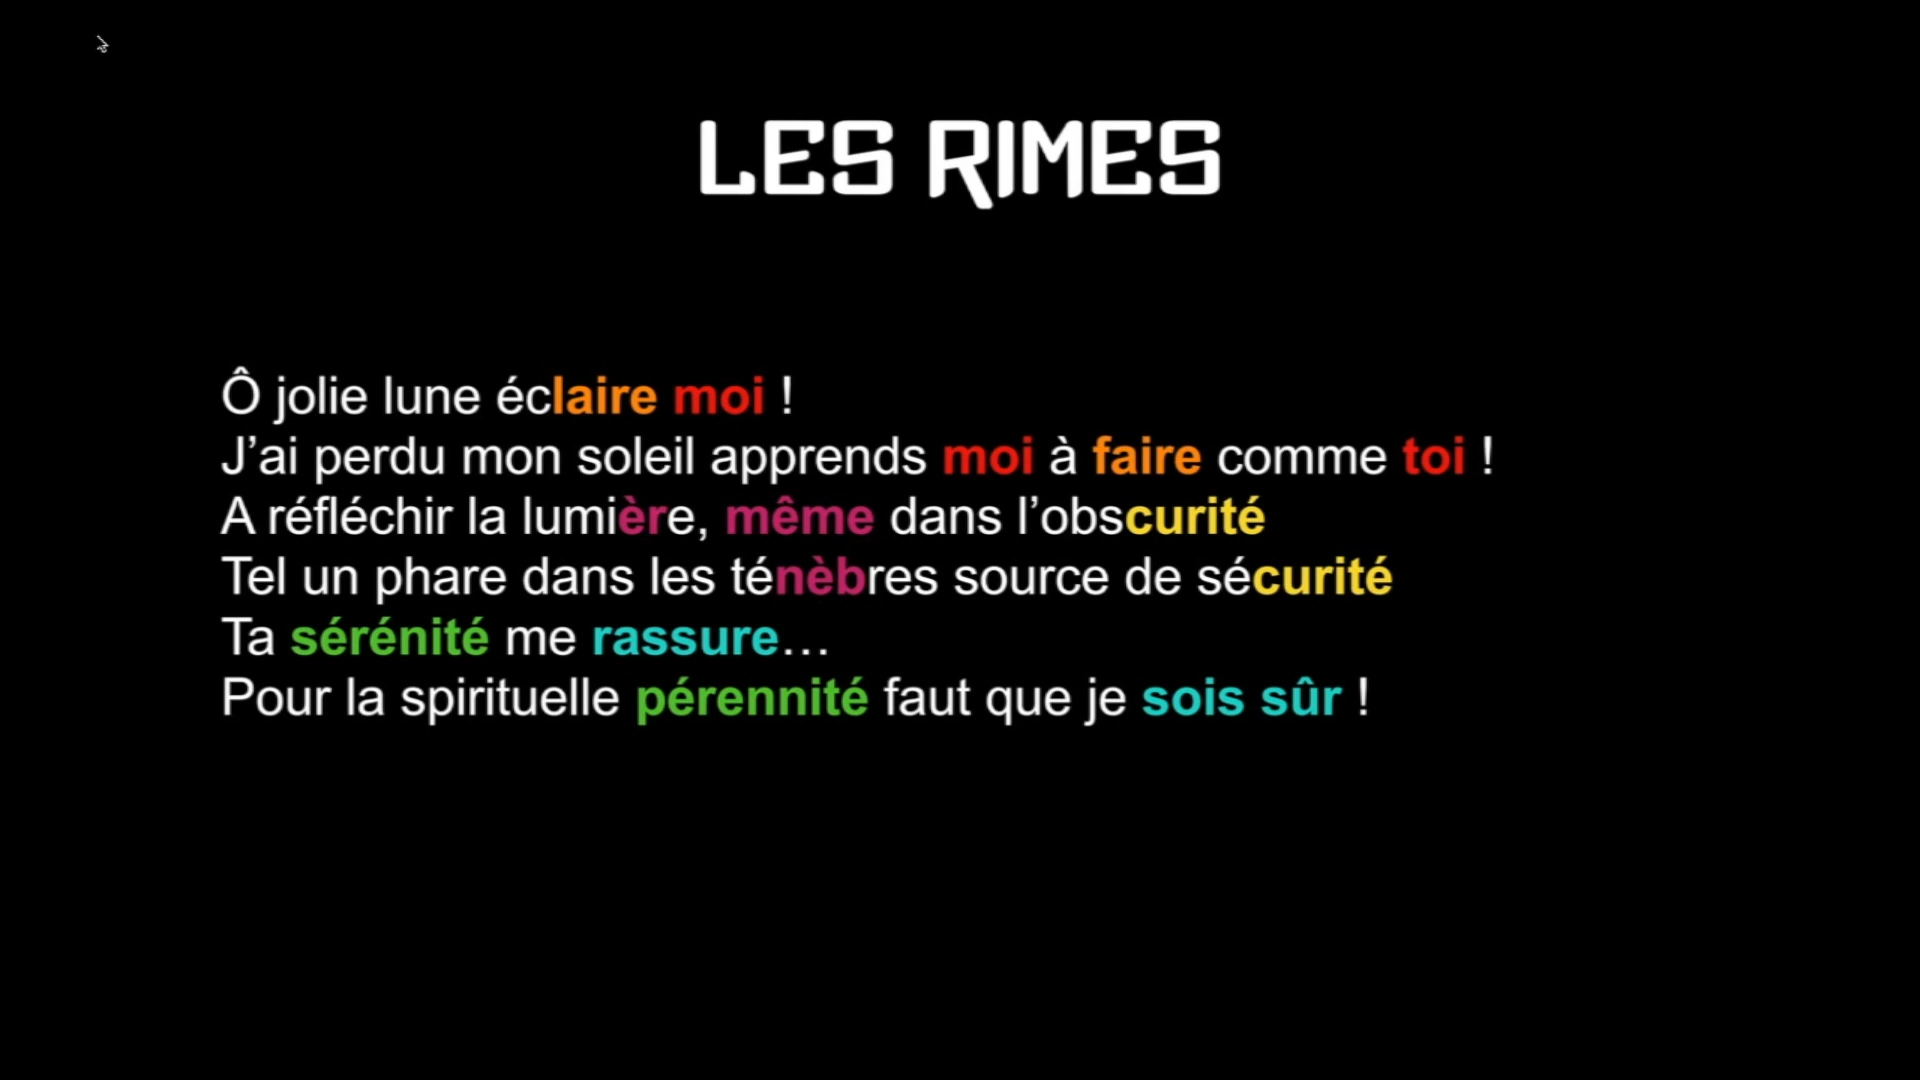 LES RIMES
Ô jolie lune éclaire moi !
J’ai perdu mon soleil apprends moi à faire comme toi !
A réfléchir la lumière, même dans l’obscurité
Tel un phare dans les ténèbres source de sécurité
Ta sérénité me rassure…
Pour la spirituelle pérennité faut que je sois sûr !